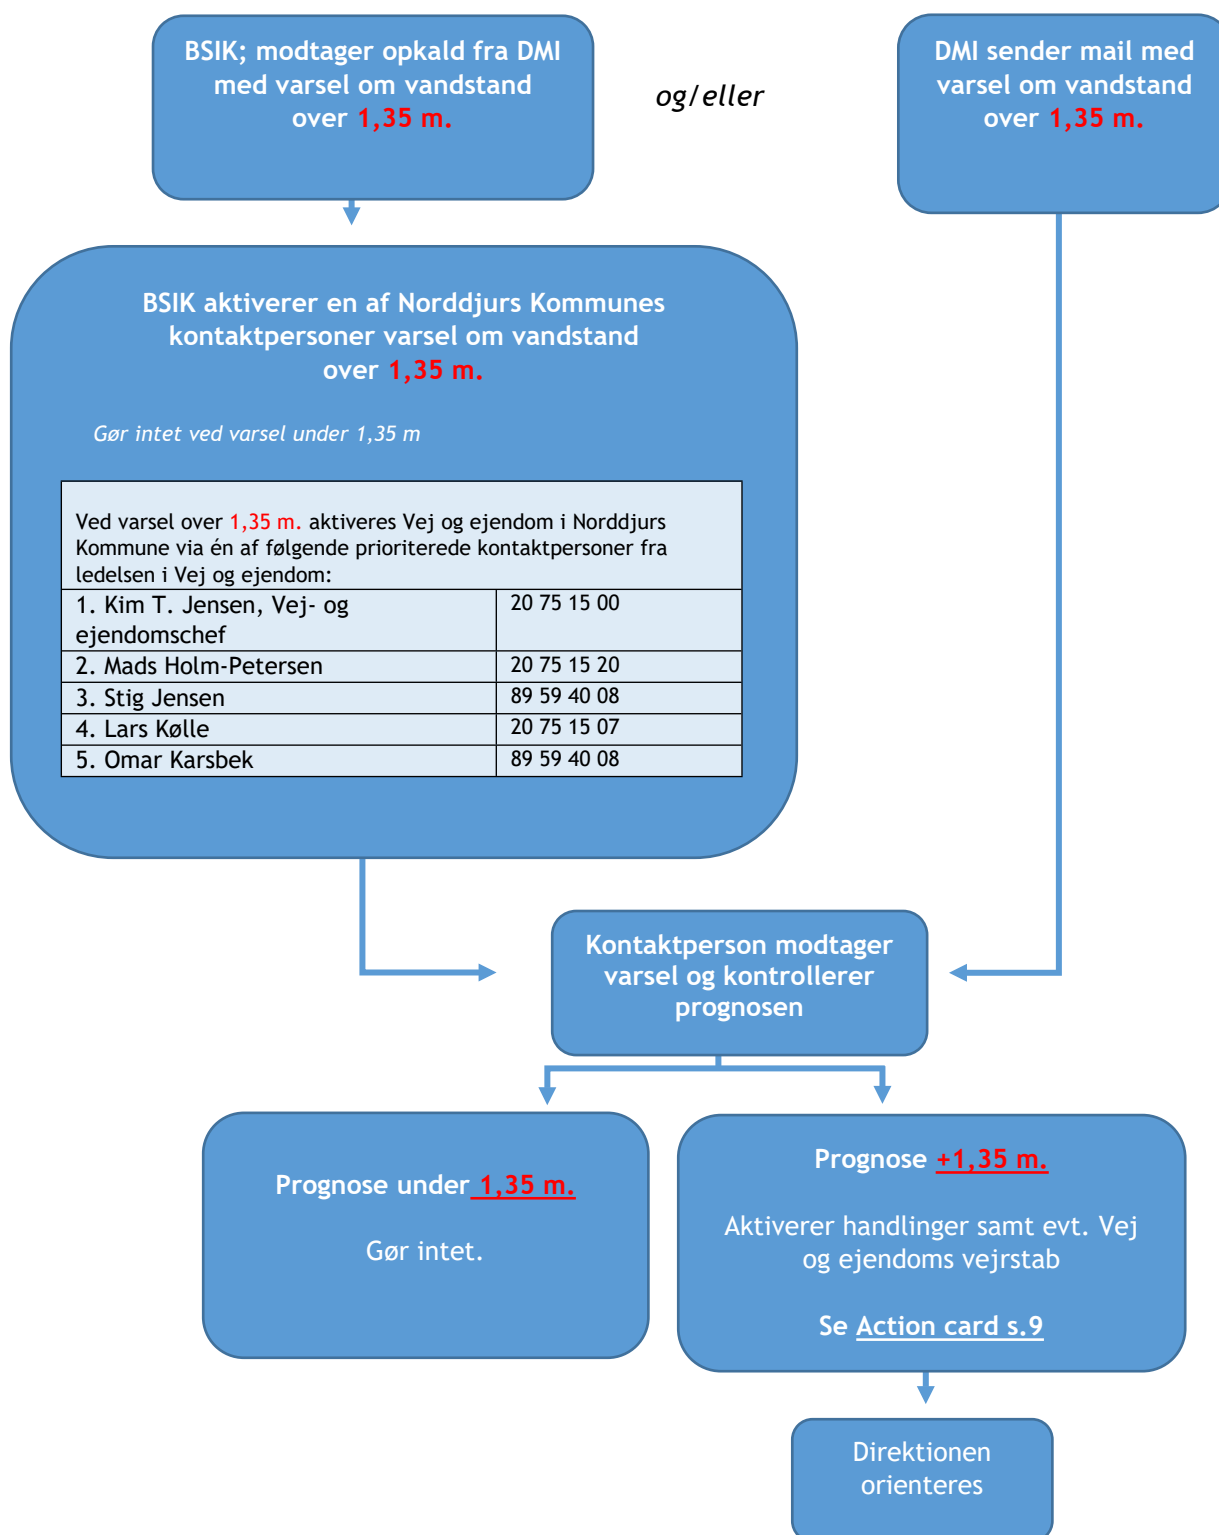 BSIK; modtager opkald fra DMI
med varsel om vandstand
over 1,35 m.
og/eller
DMI sender mail med
varsel om vandstand
over 1,35 m.
BSIK aktiverer en af Norddjurs Kommunes
kontaktpersoner varsel om vandstand
over 1,35 m.
Gør intet ved varsel under 1,35 m
Ved varsel over 1,35 m. aktiveres Vej og ejendom i Norddjurs
Kommune via én af følgende prioriterede kontaktpersoner fra
ledelsen i Vej og ejendom:
1. Kim T. Jensen, Vej- og
ejendomschef
20 75 15 00
2. Mads Holm-Petersen 20 75 15 20
3. Stig Jensen 89 59 40 08
4. Lars Kølle 20 75 15 07
5. Omar Karsbek 89 59 40 08
Kontaktperson modtager
varsel og kontrollerer
prognosen
Prognose under 1,35 m.
Gør intet.
Prognose +1,35 m.
Aktiverer handlinger samt evt. Vej
og ejendoms vejrstab
Se Action card s.9
Direktionen
orienteres